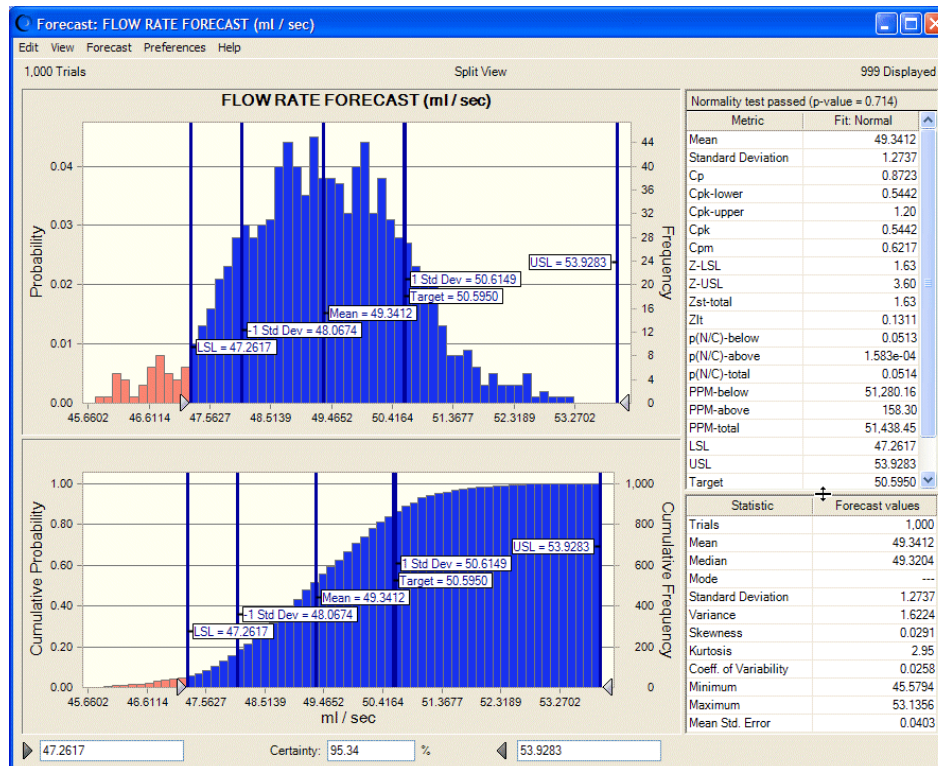 Forecast: FLOW RATE FORECAST (ml / sec)
Edit View Forecast Preferences Help
1,000 Trials Split View 999 Displayed
FLOW RATE FORECAST (ml / sec)
Probability
0.04
0.03
0.02
0.01
0.00
44
40
36
32
28
24
20
16
12
8
4
0
Frequency
USL = 53.9283
1 Std Dev = 50.6149
Target = 50.5950
Mean = 49.3412
-1 Std Dev = 48.0674
LSL = 47.2617
45.6602 46.6114 47.5627 48.5139 49.4652 50.4164 51.3677 52.3189 53.2702
Cumulative Probability
1.00
0.80
0.60
0.40
0.20
0.00
1,000
800
600
400
200
0
Cumulative Frequency
USL = 53.9283
1 Std Dev = 50.6149
Target = 50.5950
Mean = 49.3412
-1 Std Dev = 48.0674
LSL = 47.2617
45.6602 46.6114 47.5627 48.5139 49.4652 50.4164 51.3677 52.3189 53.2702
ml / sec
47.2617 Certainty: 95.34 % 53.9283
Normality test passed (p-value = 0.714)
Metric Fit: Normal
Mean 49.3412
Standard Deviation 1.2737
Cp 0.8723
Cpk-lower 0.5442
Cpk-upper 1.20
Cpk 0.5442
Cpm 0.6217
Z-LSL 1.63
Z-USL 3.60
Zst-total 1.63
Zlt 0.1311
p(N/C)-below 0.0513
p(N/C)-above 1.583e-04
p(N/C)-total 0.0514
PPM-below 51,280.16
PPM-above 158.30
PPM-total 51,438.45
LSL 47.2617
USL 53.9283
Target 50.5950
Statistic Forecast values
Trials 1,000
Mean 49.3412
Median 49.3204
Mode ---
Standard Deviation 1.2737
Variance 1.6224
Skewness 0.0291
Kurtosis 2.95
Coeff. of Variability 0.0258
Minimum 45.5794
Maximum 53.1356
Mean Std. Error 0.0403